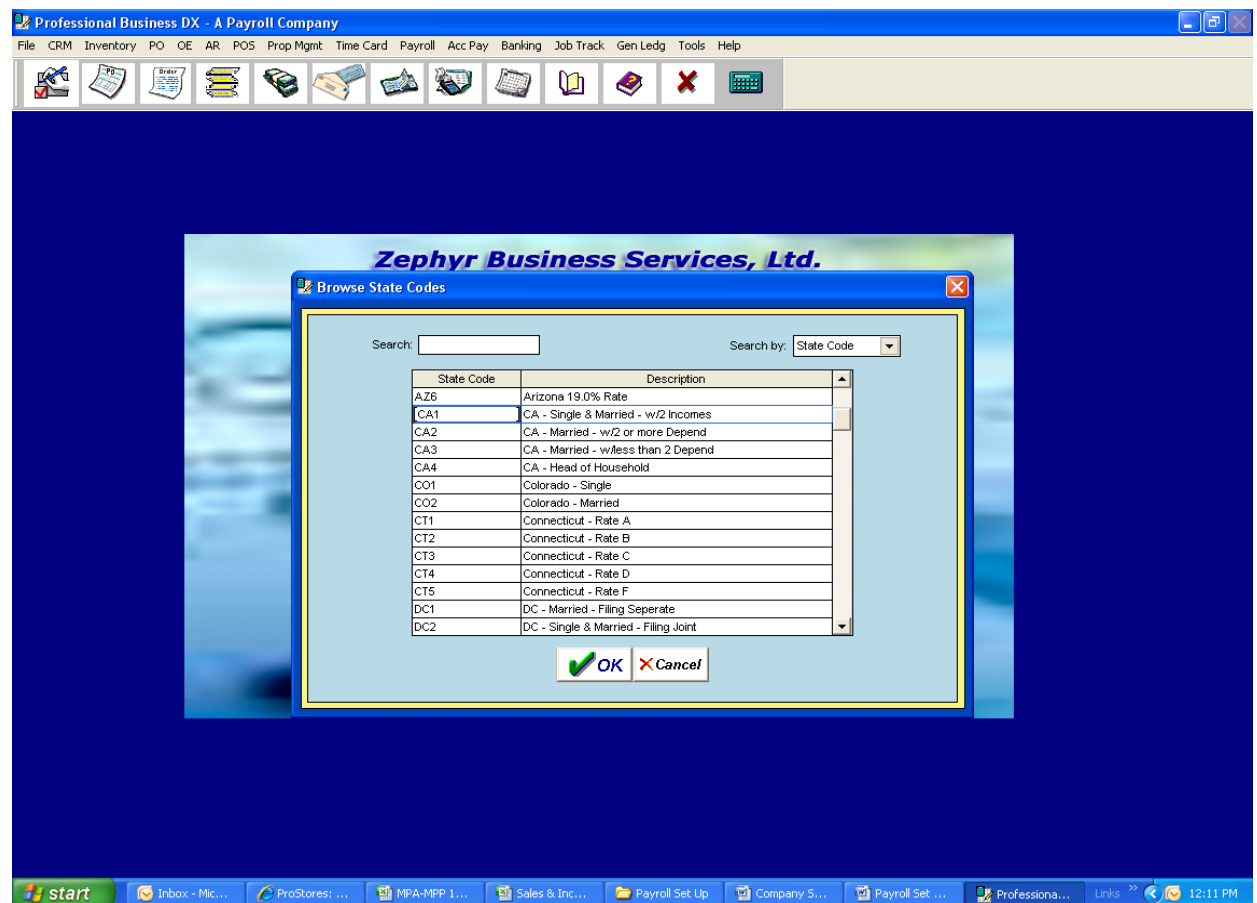 Professional Business DX - A Payroll Company
File CRM Inventory PO OE AR POS Prop Mgmt Time Card Payroll Acc Pay Banking Job Track Gen Ledg Tools Help
Zephyr Business Services, Ltd.
Browse State Codes
Search:
Search by: State Code
State Code Description
AZ6 Arizona 19.0% Rate
CA1 CA - Single & Married - w/2 Incomes
CA2 CA - Married - w/2 or more Depend
CA3 CA - Married - w/less than 2 Depend
CA4 CA - Head of Household
CO1 Colorado - Single
CO2 Colorado - Married
CT1 Connecticut - Rate A
CT2 Connecticut - Rate B
CT3 Connecticut - Rate C
CT4 Connecticut - Rate D
CT5 Connecticut - Rate F
DC1 DC - Married - Filing Seperate
DC2 DC - Single & Married - Filing Joint
OK Cancel
start Inbox - Mic... ProStores: ... MPA-MPP 1... Sales & Inc... Payroll Set Up Company S... Payroll Set ... Professiona... Links » 12:11 PM